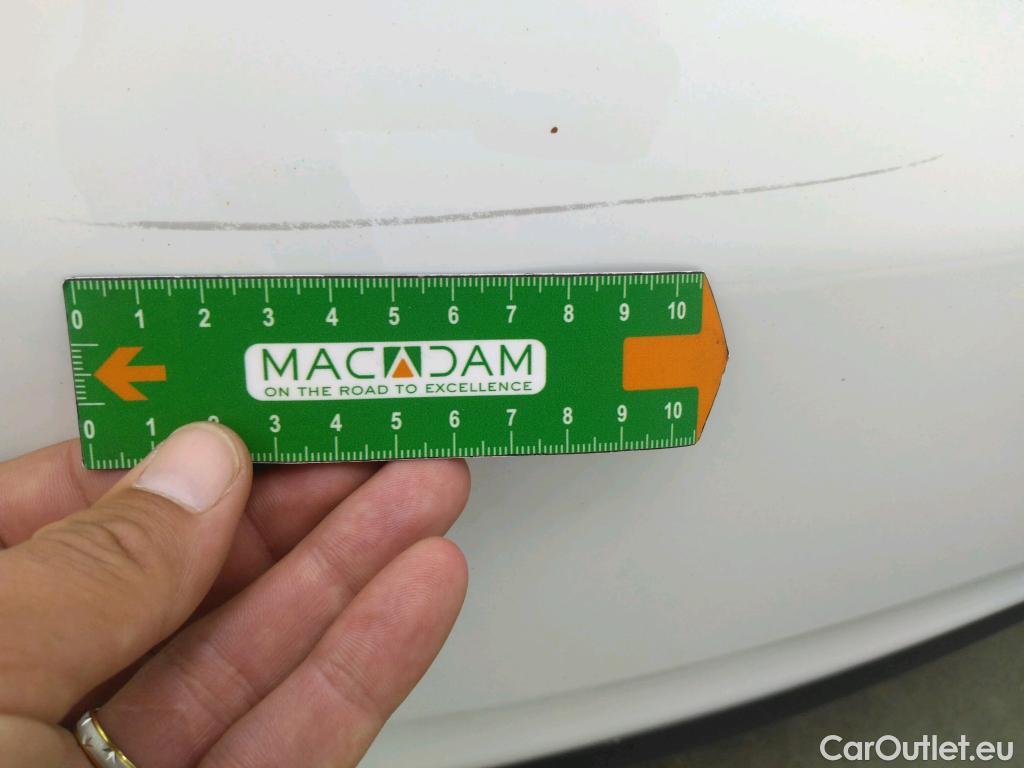 0 1 2 3 4 5 6 7 8 9 10
MACADAM
ON THE ROAD TO EXCELLENCE
0 1 2 3 4 5 6 7 8 9 10
CarOutlet.eu